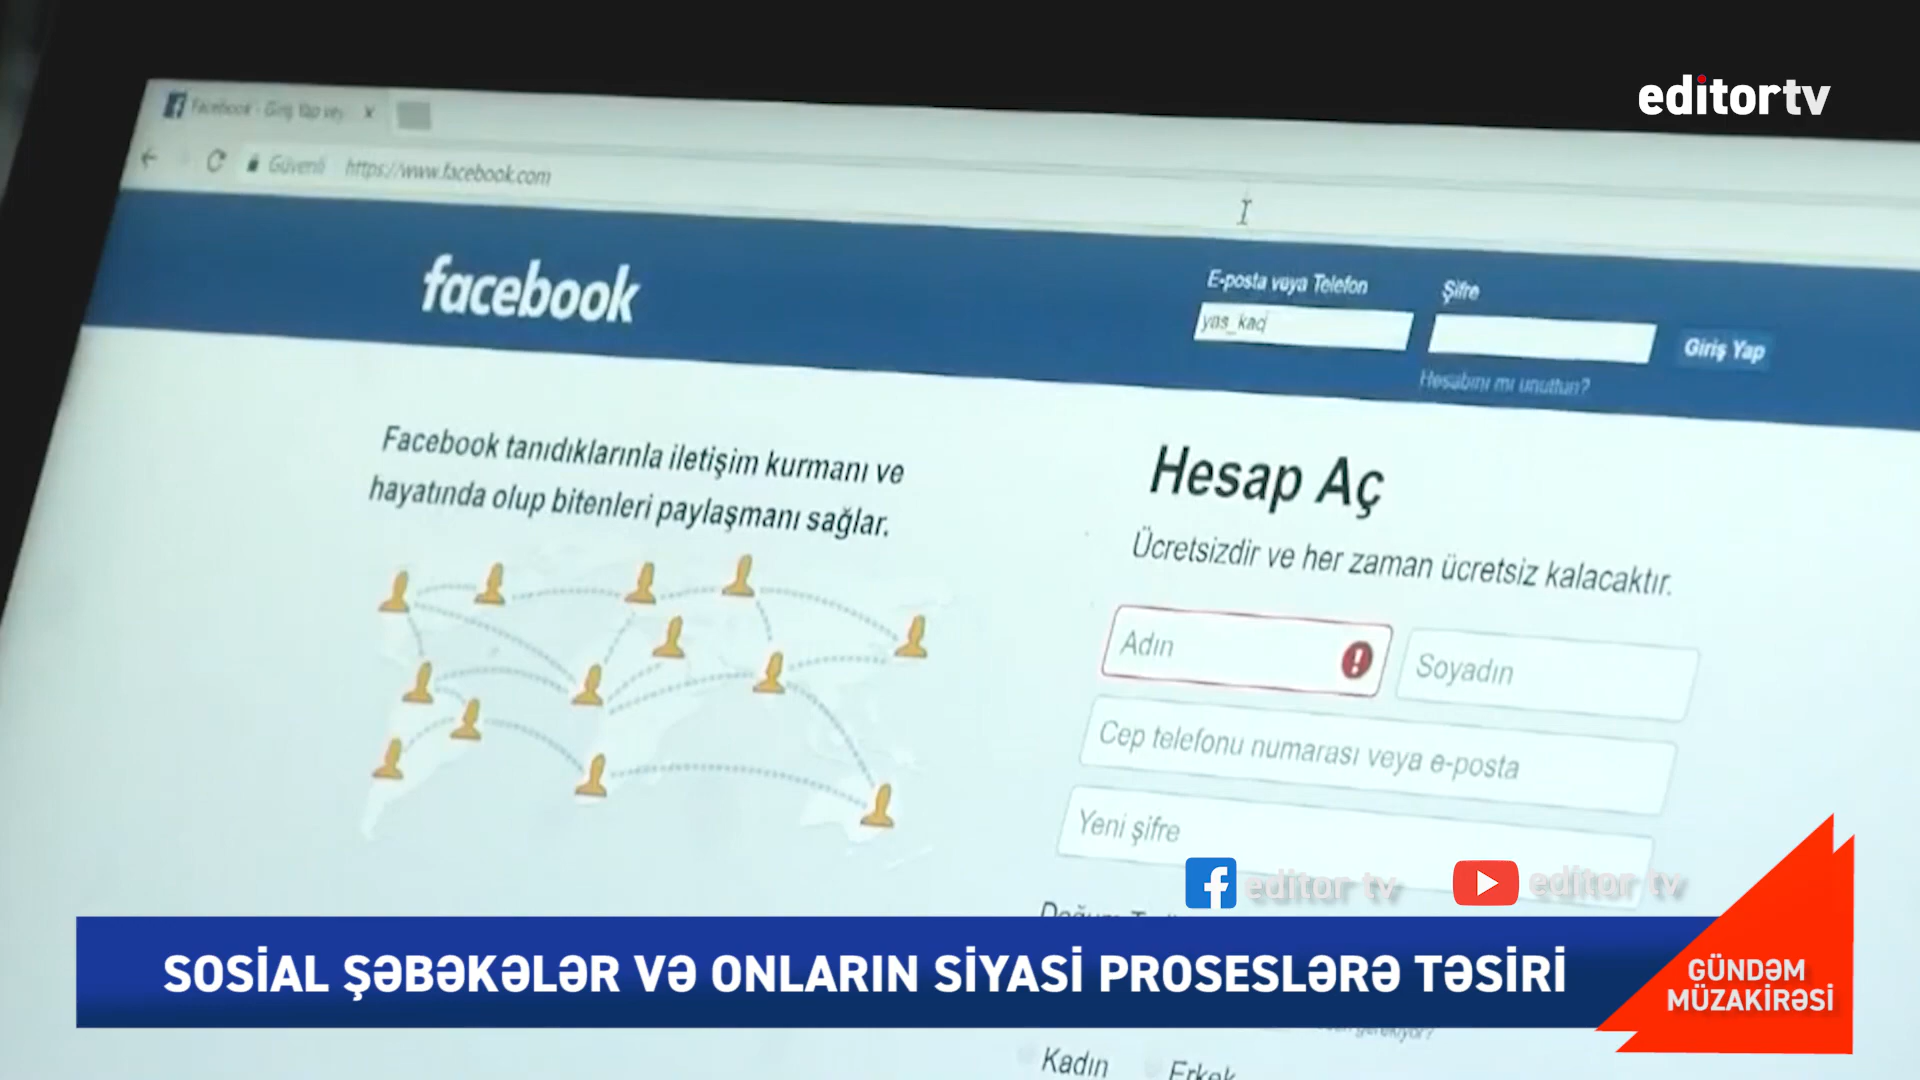 editortv
Facebook - Giriş Yap vey
Güvenli https://www.facebook.com
facebook
E-posta veya Telefon
Şifre
yas_kad
Giriş Yap
Hesabını mı unuttun?
Facebook tanıdıklarınla iletişim kurmanı ve
hayatında olup bitenleri paylaşmanı sağlar.
Hesap Aç
Ücretsizdir ve her zaman ücretsiz kalacaktır.
Adın
Soyadın
Cep telefonu numarası veya e-posta
Yeni şifre
editor tv
editor tv
SOSİAL ŞƏBƏKƏLƏR VƏ ONLARIN SİYASİ PROSESLƏRƏ TƏSİRİ
GÜNDƏM
MÜZAKİRƏSİ
Kadın
Erkek